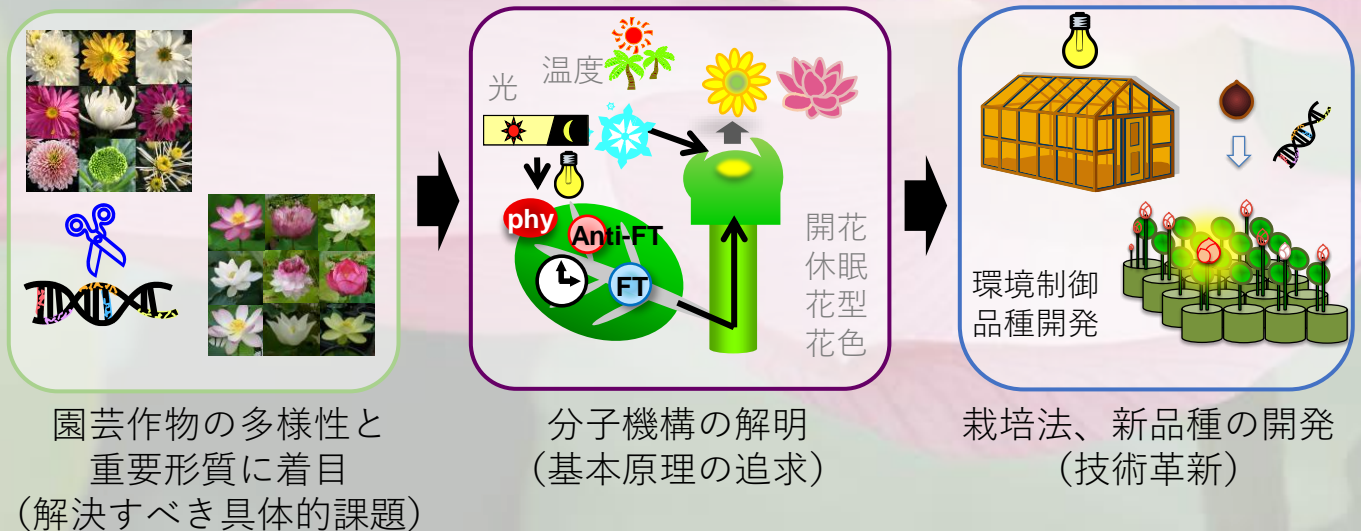 光
温度
phy
Anti-FT
FT
開花
休眠
花型
花色
環境制御
品種開発
園芸作物の多様性と
重要形質に着目
（解決すべき具体的課題）
分子機構の解明
（基本原理の追求）
栽培法、新品種の開発
（技術革新）